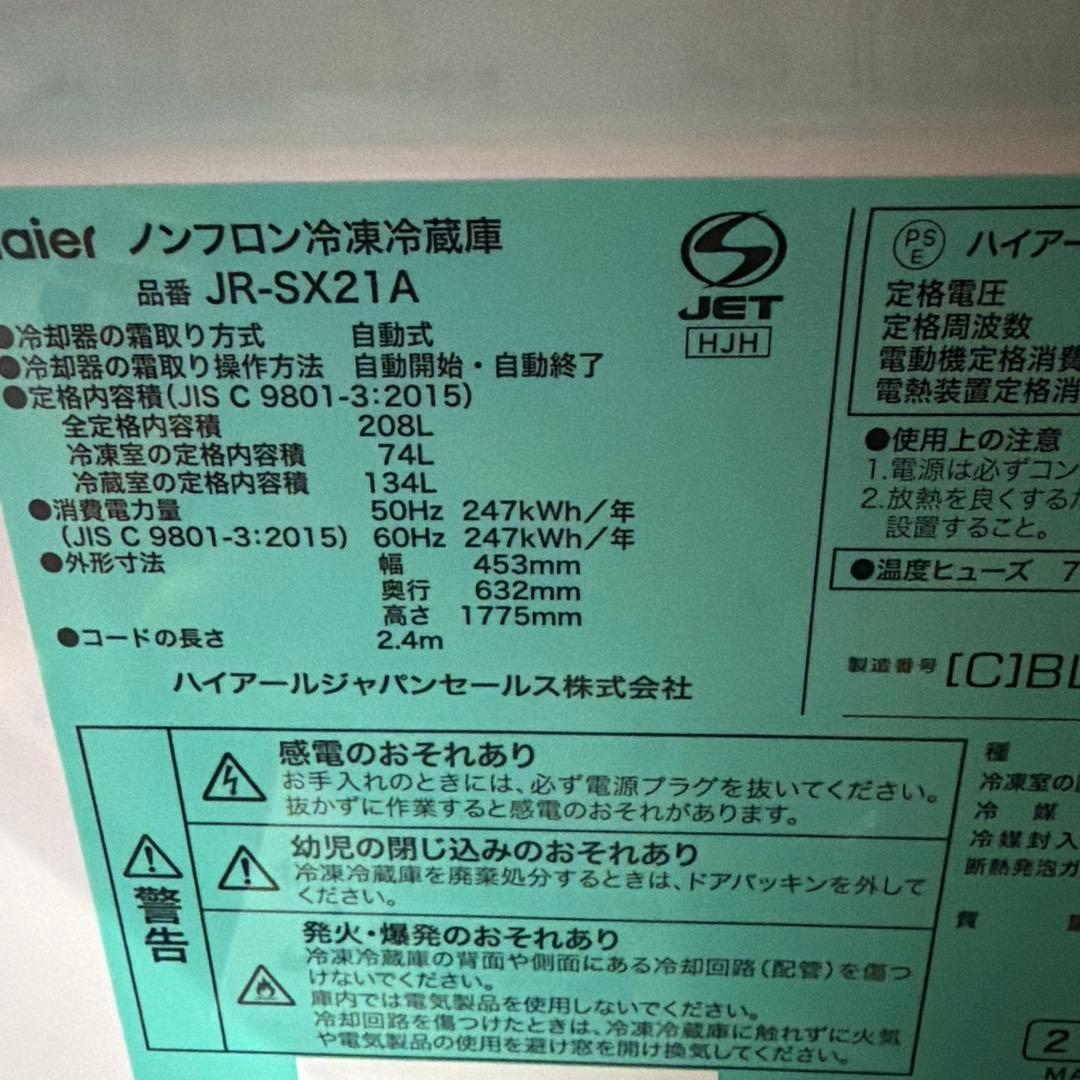 aier ノンフロン冷凍冷蔵庫
品番 JR-SX21A
●冷却器の霜取り方式 自動式
●冷却器の霜取り操作方法 自動開始・自動終了
●定格内容積(JIS C 9801-3:2015)
全定格内容積 208L
冷凍室の定格内容積 74L
冷蔵室の定格内容積 134L
●消費電力量 50Hz 247kWh/年
(JIS C 9801-3:2015) 60Hz 247kWh/年
●外形寸法 幅 453mm
奥行 632mm
高さ 1775mm
●コードの長さ 2.4m
ハイアールジャパンセールス株式会社
JET
HJH
PS
E
ハイアー
定格電圧
定格周波数
電動機定格消費
電熱装置定格消
●使用上の注意
1.電源は必ずコン
2.放熱を良くする
設置すること。
●温度ヒューズ 7
製造番号 [C]BL
警告
感電のおそれあり
お手入れのときには、必ず電源プラグを抜いてください。
抜かずに作業すると感電のおそれがあります。
幼児の閉じ込みのおそれあり
冷凍冷蔵庫を廃棄処分するときは、ドアパッキンを外して
ください。
発火・爆発のおそれあり
冷凍冷蔵庫の背面や側面にある冷却回路(配管)を傷つ
けないでください。
庫内では電気製品を使用しないでください。
冷却回路を傷つけたときは、冷凍冷蔵庫に触れずに火気
や電気製品の使用を避け窓を開け換気してください。
種
冷凍室の
冷媒
冷媒封入
断熱発泡ガ
質量
2
MA